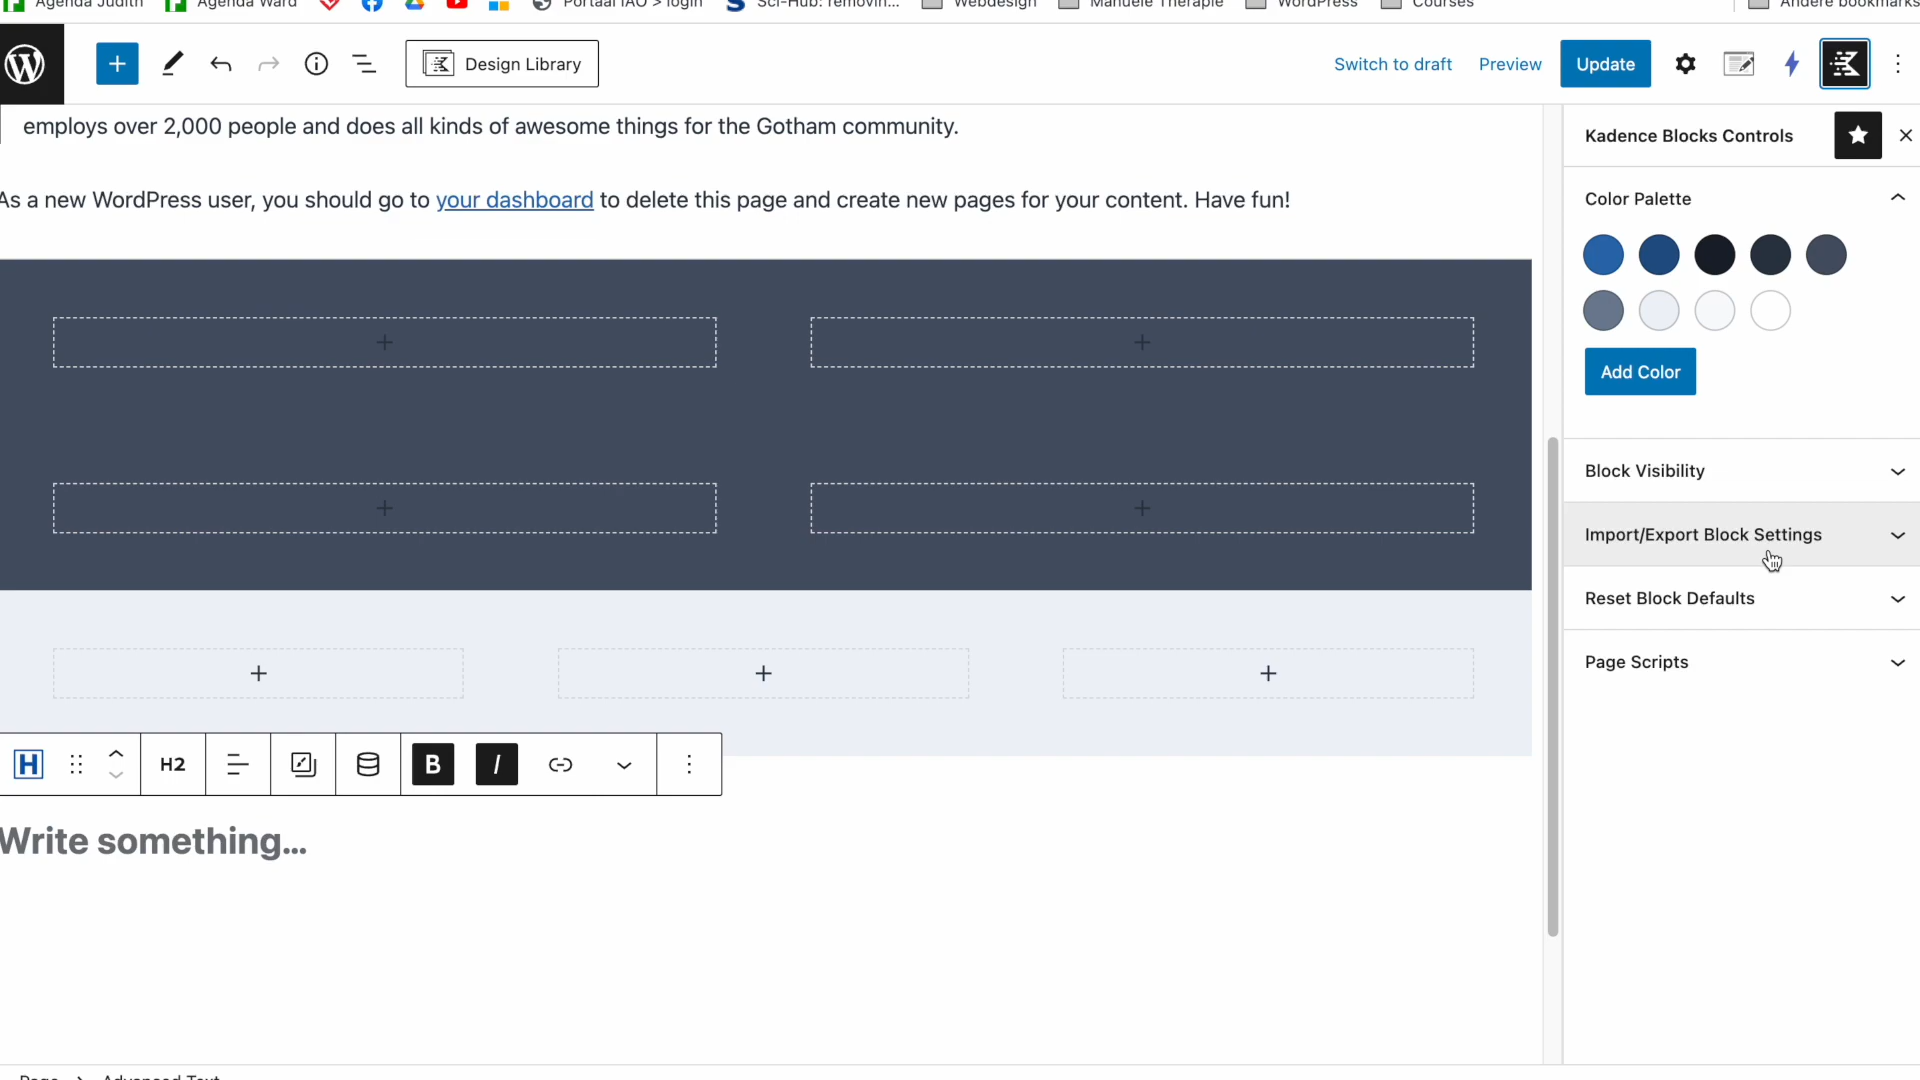 Agenda Judith Agenda Ward Portaal IAO > login Sci-Hub: removin... Webdesign Manuele Therapie WordPress Courses Andere bookmarks
Design Library Switch to draft Preview Update
employs over 2,000 people and does all kinds of awesome things for the Gotham community.
As a new WordPress user, you should go to your dashboard to delete this page and create new pages for your content. Have fun!
H H2 B I
Write something...
Kadence Blocks Controls
Color Palette
Add Color
Block Visibility
Import/Export Block Settings
Reset Block Defaults
Page Scripts
Page Advanced Text